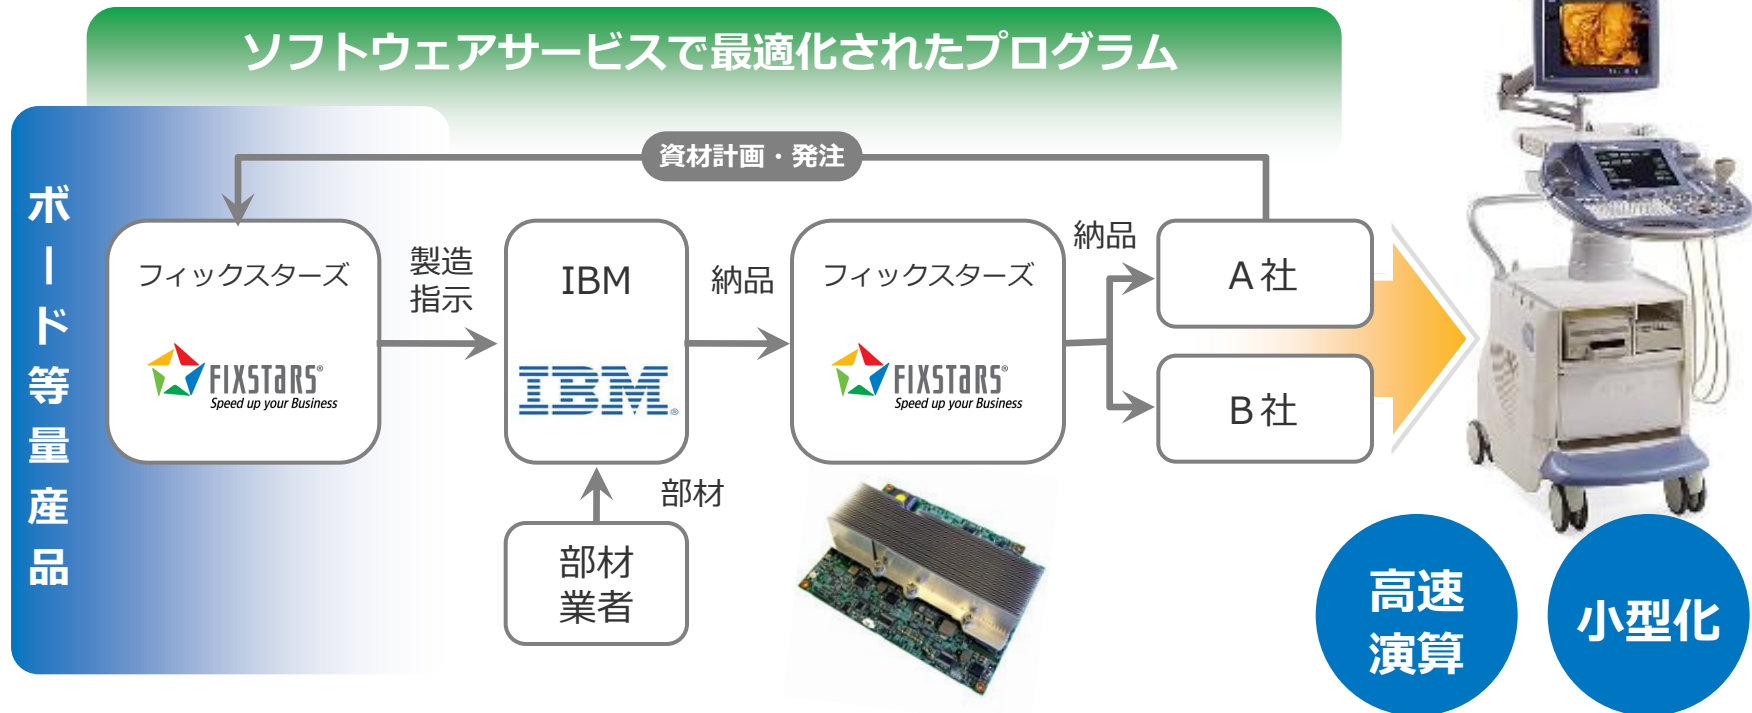 ソフトウェアサービスで最適化されたプログラム
ボード等量産品
資材計画・発注
フィックスターズ
FIXSTARS®
Speed up your Business
製造
指示
IBM
IBM®
納品
フィックスターズ
FIXSTARS®
Speed up your Business
納品
A社
B社
部材
部材
業者
高速
演算
小型化